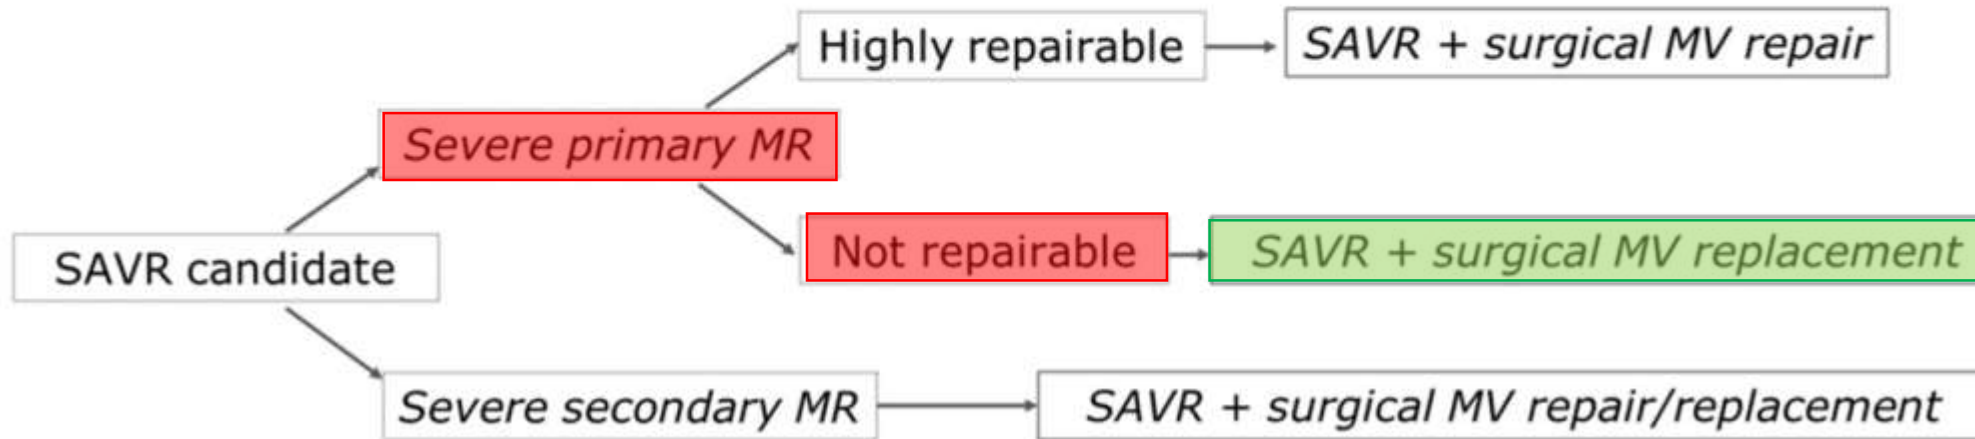 Highly repairable
SAVR + surgical MV repair
Severe primary MR
Not repairable
SAVR + surgical MV replacement
SAVR candidate
Severe secondary MR
SAVR + surgical MV repair/replacement